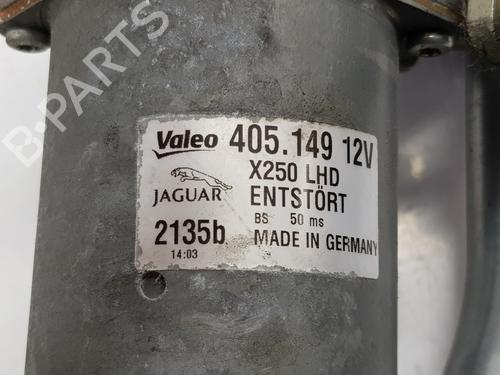 B-PARTS
Valeo 405.149 12V
X250 LHD
JAGUAR ENTSTÖRT
BS 50 ms
2135b MADE IN GERMANY
14:03